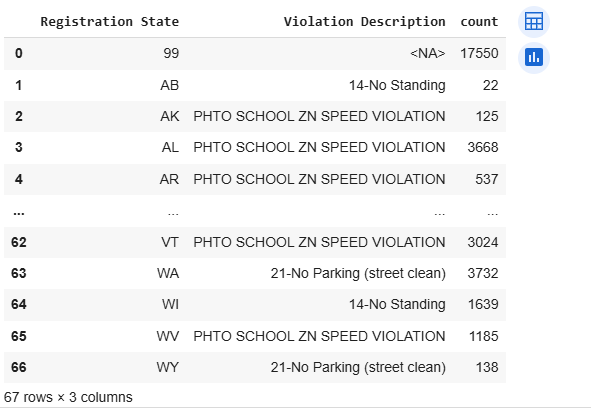 Registration State Violation Description count
0 99 <NA> 17550
1 AB 14-No Standing 22
2 AK PHTO SCHOOL ZN SPEED VIOLATION 125
3 AL PHTO SCHOOL ZN SPEED VIOLATION 3668
4 AR PHTO SCHOOL ZN SPEED VIOLATION 537
... ... ... ...
62 VT PHTO SCHOOL ZN SPEED VIOLATION 3024
63 WA 21-No Parking (street clean) 3732
64 WI 14-No Standing 1639
65 WV PHTO SCHOOL ZN SPEED VIOLATION 1185
66 WY 21-No Parking (street clean) 138
67 rows × 3 columns